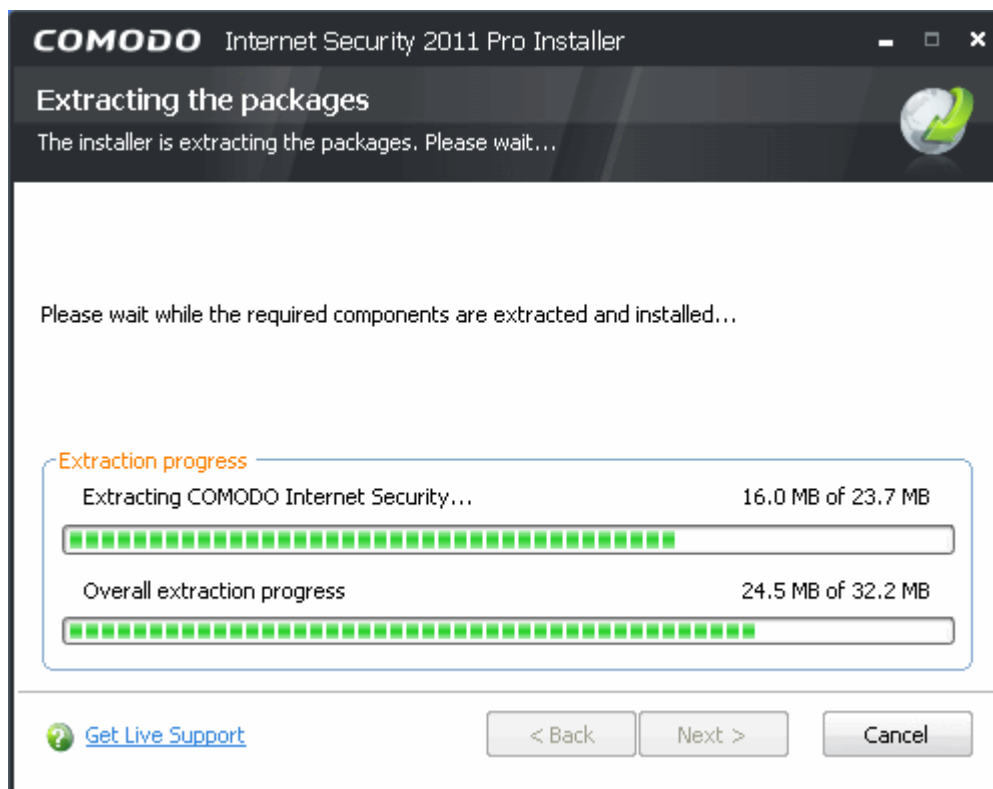 COMODO Internet Security 2011 Pro Installer
Extracting the packages
The installer is extracting the packages. Please wait...
Please wait while the required components are extracted and installed...
Extraction progress
Extracting COMODO Internet Security... 16.0 MB of 23.7 MB
Overall extraction progress 24.5 MB of 32.2 MB
Get Live Support < Back Next > Cancel